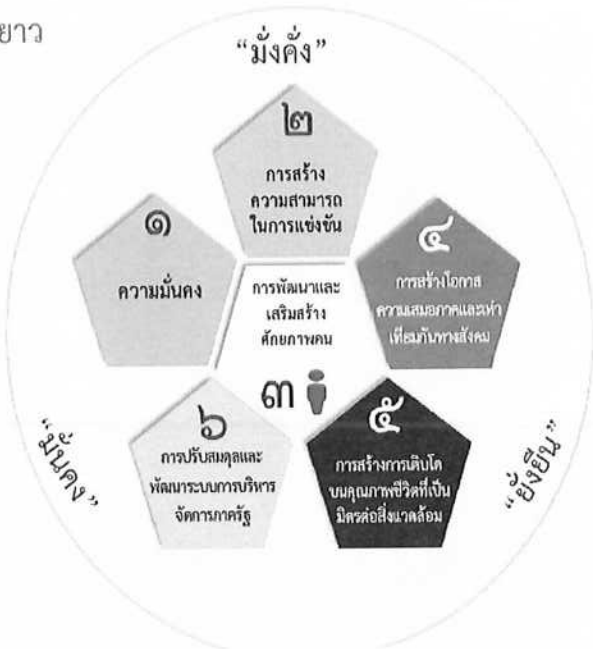 ยาว
“มั่งคั่ง”
๒
การสร้าง
ความสามารถ
ในการแข่งขัน
๑
ความมั่นคง
๔
การสร้างโอกาส
ความเสมอภาคและเท่า
เทียมกันทางสังคม
การพัฒนาและ
เสริมสร้าง
ศักยภาพคน
๓
๖
การปรับสมดุลและ
พัฒนาระบบการบริหาร
จัดการภาครัฐ
๕
การสร้างการเติบโต
บนคุณภาพชีวิตที่เป็น
มิตรต่อสิ่งแวดล้อม
“มั่นคง”
“ยั่งยืน”